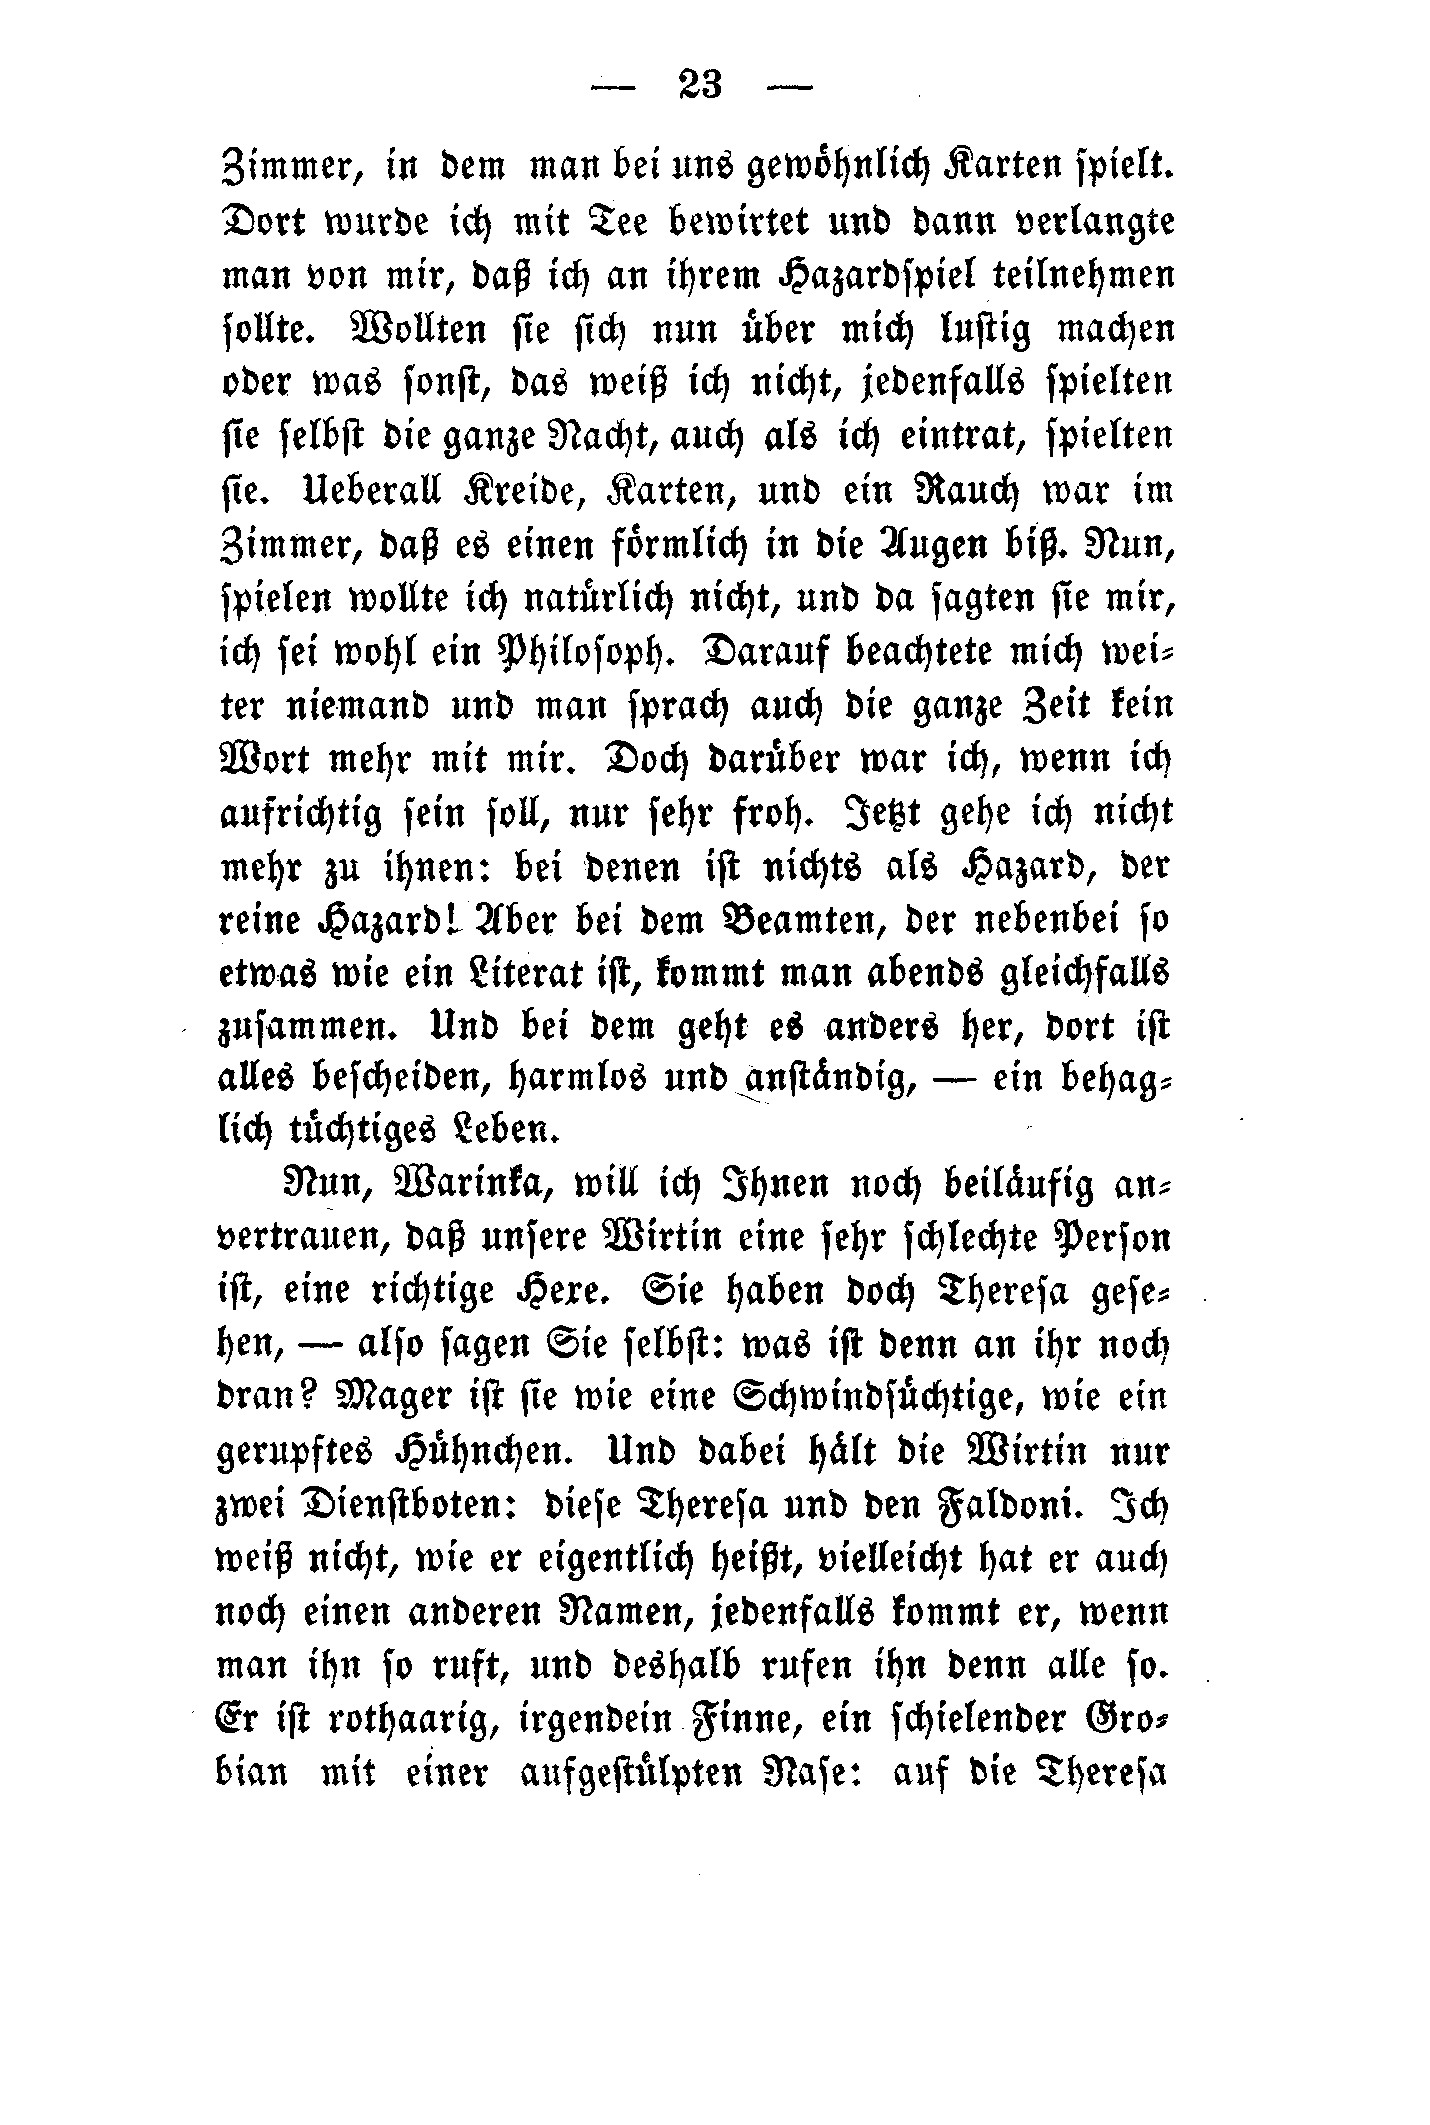 — 23 —
Zimmer, in dem man bei uns gewöhnlich Karten spielt.
Dort wurde ich mit Tee bewirtet und dann verlangte
man von mir, daß ich an ihrem Hazardspiel teilnehmen
sollte. Wollten sie sich nun über mich lustig machen
oder was sonst, das weiß ich nicht, jedenfalls spielten
sie selbst die ganze Nacht, auch als ich eintrat, spielten
sie. Ueberall Kreide, Karten, und ein Rauch war im
Zimmer, daß es einen förmlich in die Augen biß. Nun,
spielen wollte ich natürlich nicht, und da sagten sie mir,
ich sei wohl ein Philosoph. Darauf beachtete mich wei-
ter niemand und man sprach auch die ganze Zeit kein
Wort mehr mit mir. Doch darüber war ich, wenn ich
aufrichtig sein soll, nur sehr froh. Jetzt gehe ich nicht
mehr zu ihnen: bei denen ist nichts als Hazard, der
reine Hazard! Aber bei dem Beamten, der nebenbei so
etwas wie ein Literat ist, kommt man abends gleichfalls
zusammen. Und bei dem geht es anders her, dort ist
alles bescheiden, harmlos und anständig, — ein behag-
lich tüchtiges Leben.
Nun, Warinka, will ich Ihnen noch beiläufig an-
vertrauen, daß unsere Wirtin eine sehr schlechte Person
ist, eine richtige Hexe. Sie haben doch Theresa gese-
hen, — also sagen Sie selbst: was ist denn an ihr noch
dran? Mager ist sie wie eine Schwindsüchtige, wie ein
gerupftes Hühnchen. Und dabei hält die Wirtin nur
zwei Dienstboten: diese Theresa und den Faldoni. Ich
weiß nicht, wie er eigentlich heißt, vielleicht hat er auch
noch einen anderen Namen, jedenfalls kommt er, wenn
man ihn so ruft, und deshalb rufen ihn denn alle so.
Er ist rothaarig, irgendein Finne, ein schielender Gro-
bian mit einer aufgestülpten Nase: auf die Theresa